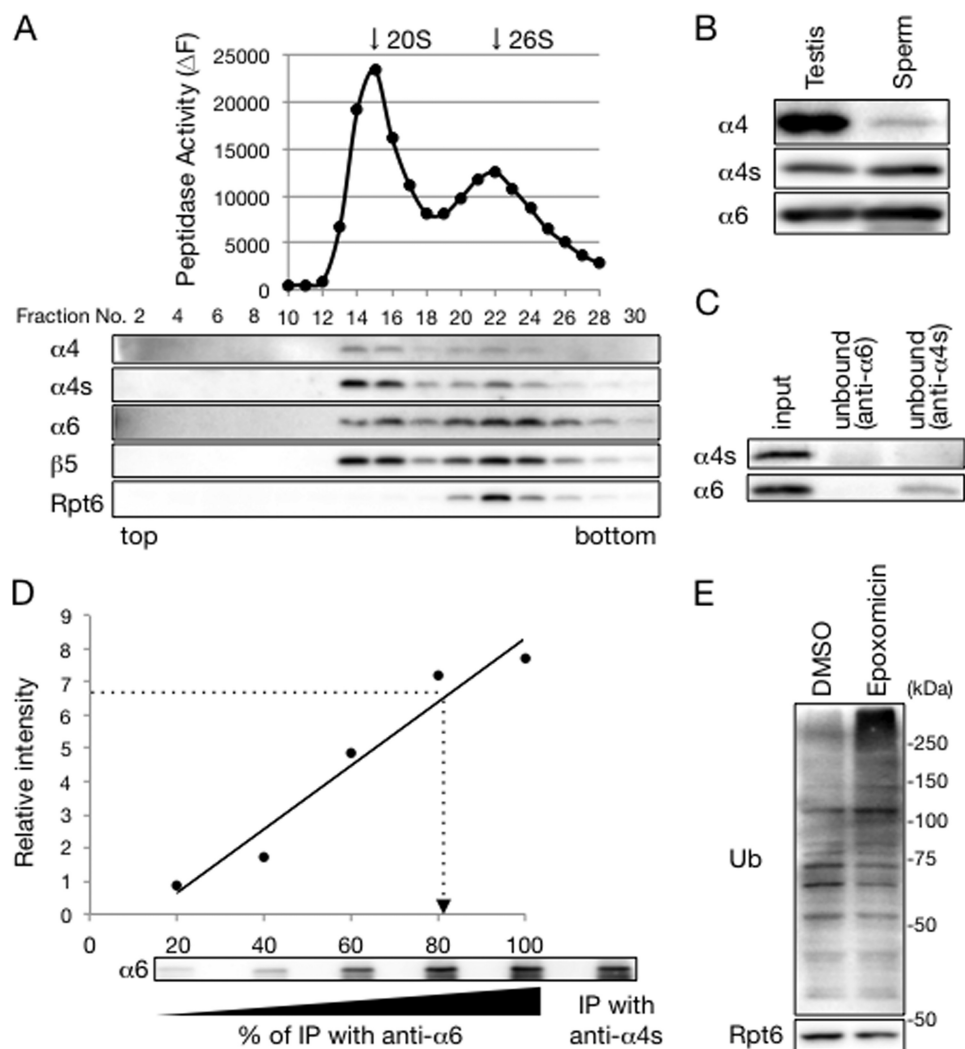 A
↓ 20S ↓ 26S
Peptidase Activity (ΔF)
25000
20000
15000
10000
5000
0
Fraction No. 2 4 6 8 10 12 14 16 18 20 22 24 26 28 30
α4
α4s
α6
β5
Rpt6
top bottom
B
Testis Sperm
α4
α4s
α6
C
input
unbound (anti-α6)
unbound (anti-α4s)
α4s
α6
D
Relative intensity
9
8
7
6
5
4
3
2
1
0
0 20 40 60 80 100
α6
% of IP with anti-α6
IP with
anti-α4s
E
DMSO Epoxomicin
(kDa)
-250
-150
-100
-75
-50
-50
Ub
Rpt6